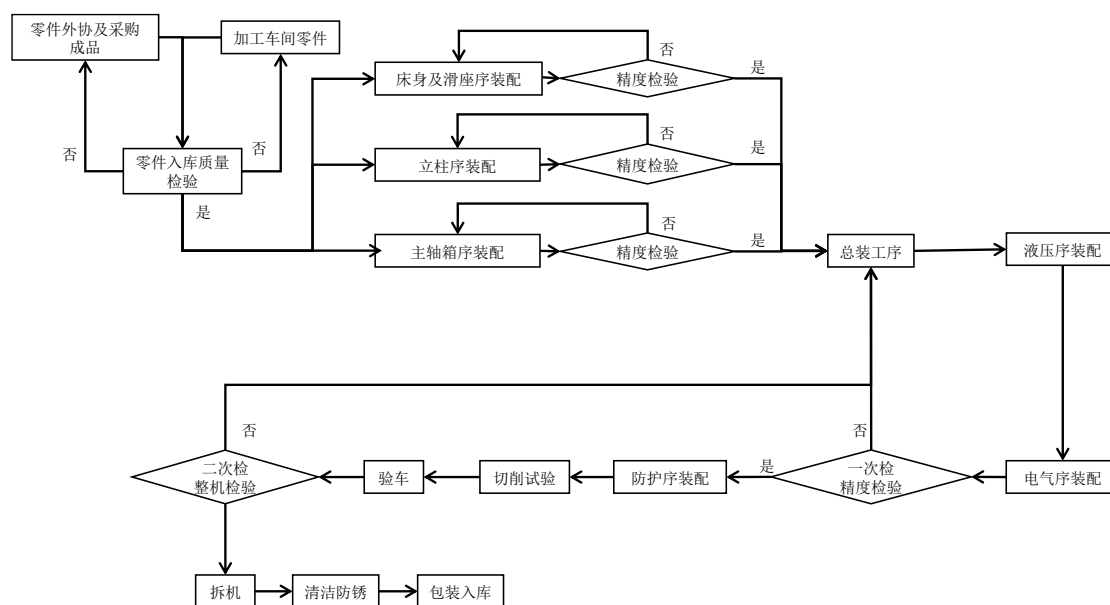 零件外协及采购
成品
加工车间零件
否
否
零件入库质量
检验
是
床身及滑座序装配
否
精度检验
是
立柱序装配
否
精度检验
是
主轴箱序装配
否
精度检验
是
总装工序
液压序装配
否
二次检
整机检验
验车
切削试验
防护序装配
是
否
一次检
精度检验
电气序装配
拆机
清洁防锈
包装入库